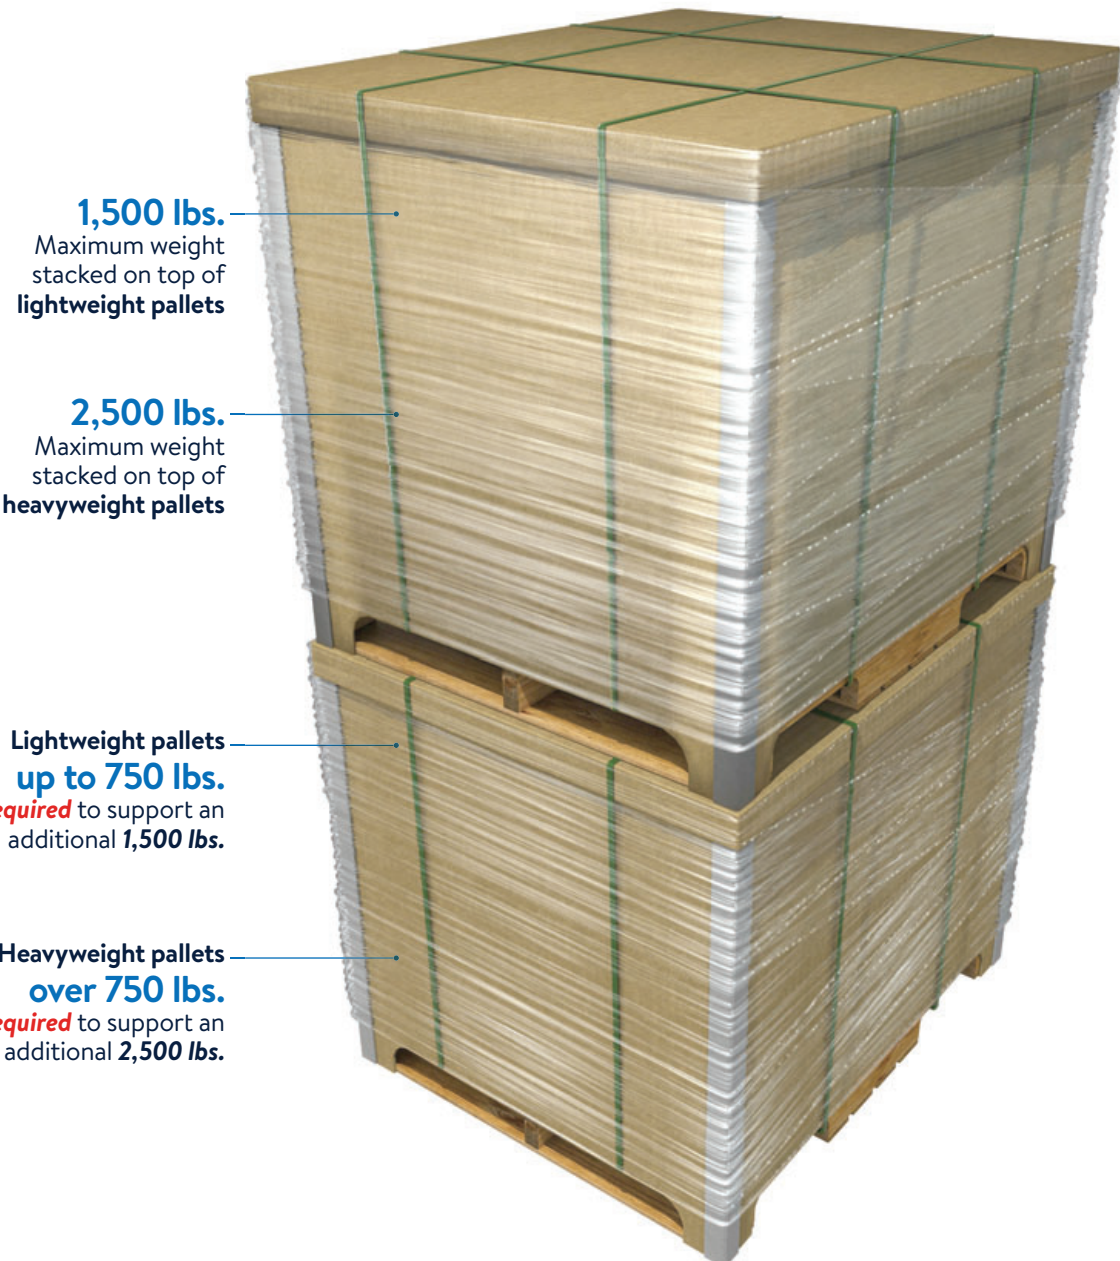 1,500 lbs.
Maximum weight
stacked on top of
lightweight pallets
2,500 lbs.
Maximum weight
stacked on top of
heavyweight pallets
Lightweight pallets
up to 750 lbs.
equired to support an
additional 1,500 lbs.
Heavyweight pallets
over 750 lbs.
equired to support an
additional 2,500 lbs.